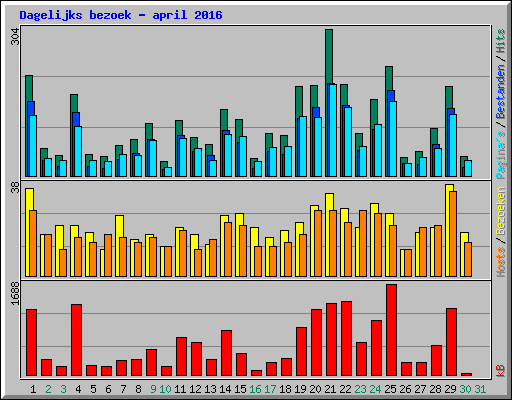 Dagelijks bezoek - april 2016
304
38
1688
kB Hosts / Bezoeken Pagina's / Bestanden / Hits
1 2 3 4 5 6 7 8 9 10 11 12 13 14 15 16 17 18 19 20 21 22 23 24 25 26 27 28 29 30 31